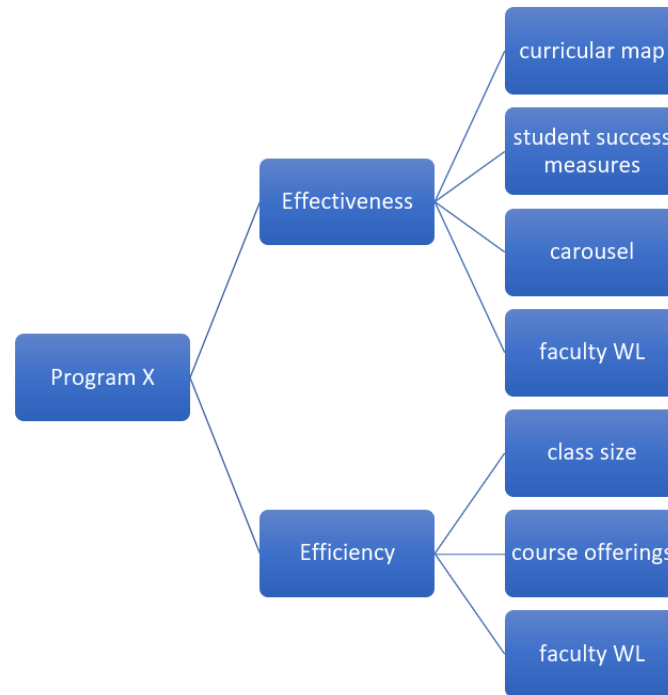 curricular map
student success
measures
Effectiveness
carousel
faculty WL
Program X
class size
Efficiency
course offerings
faculty WL